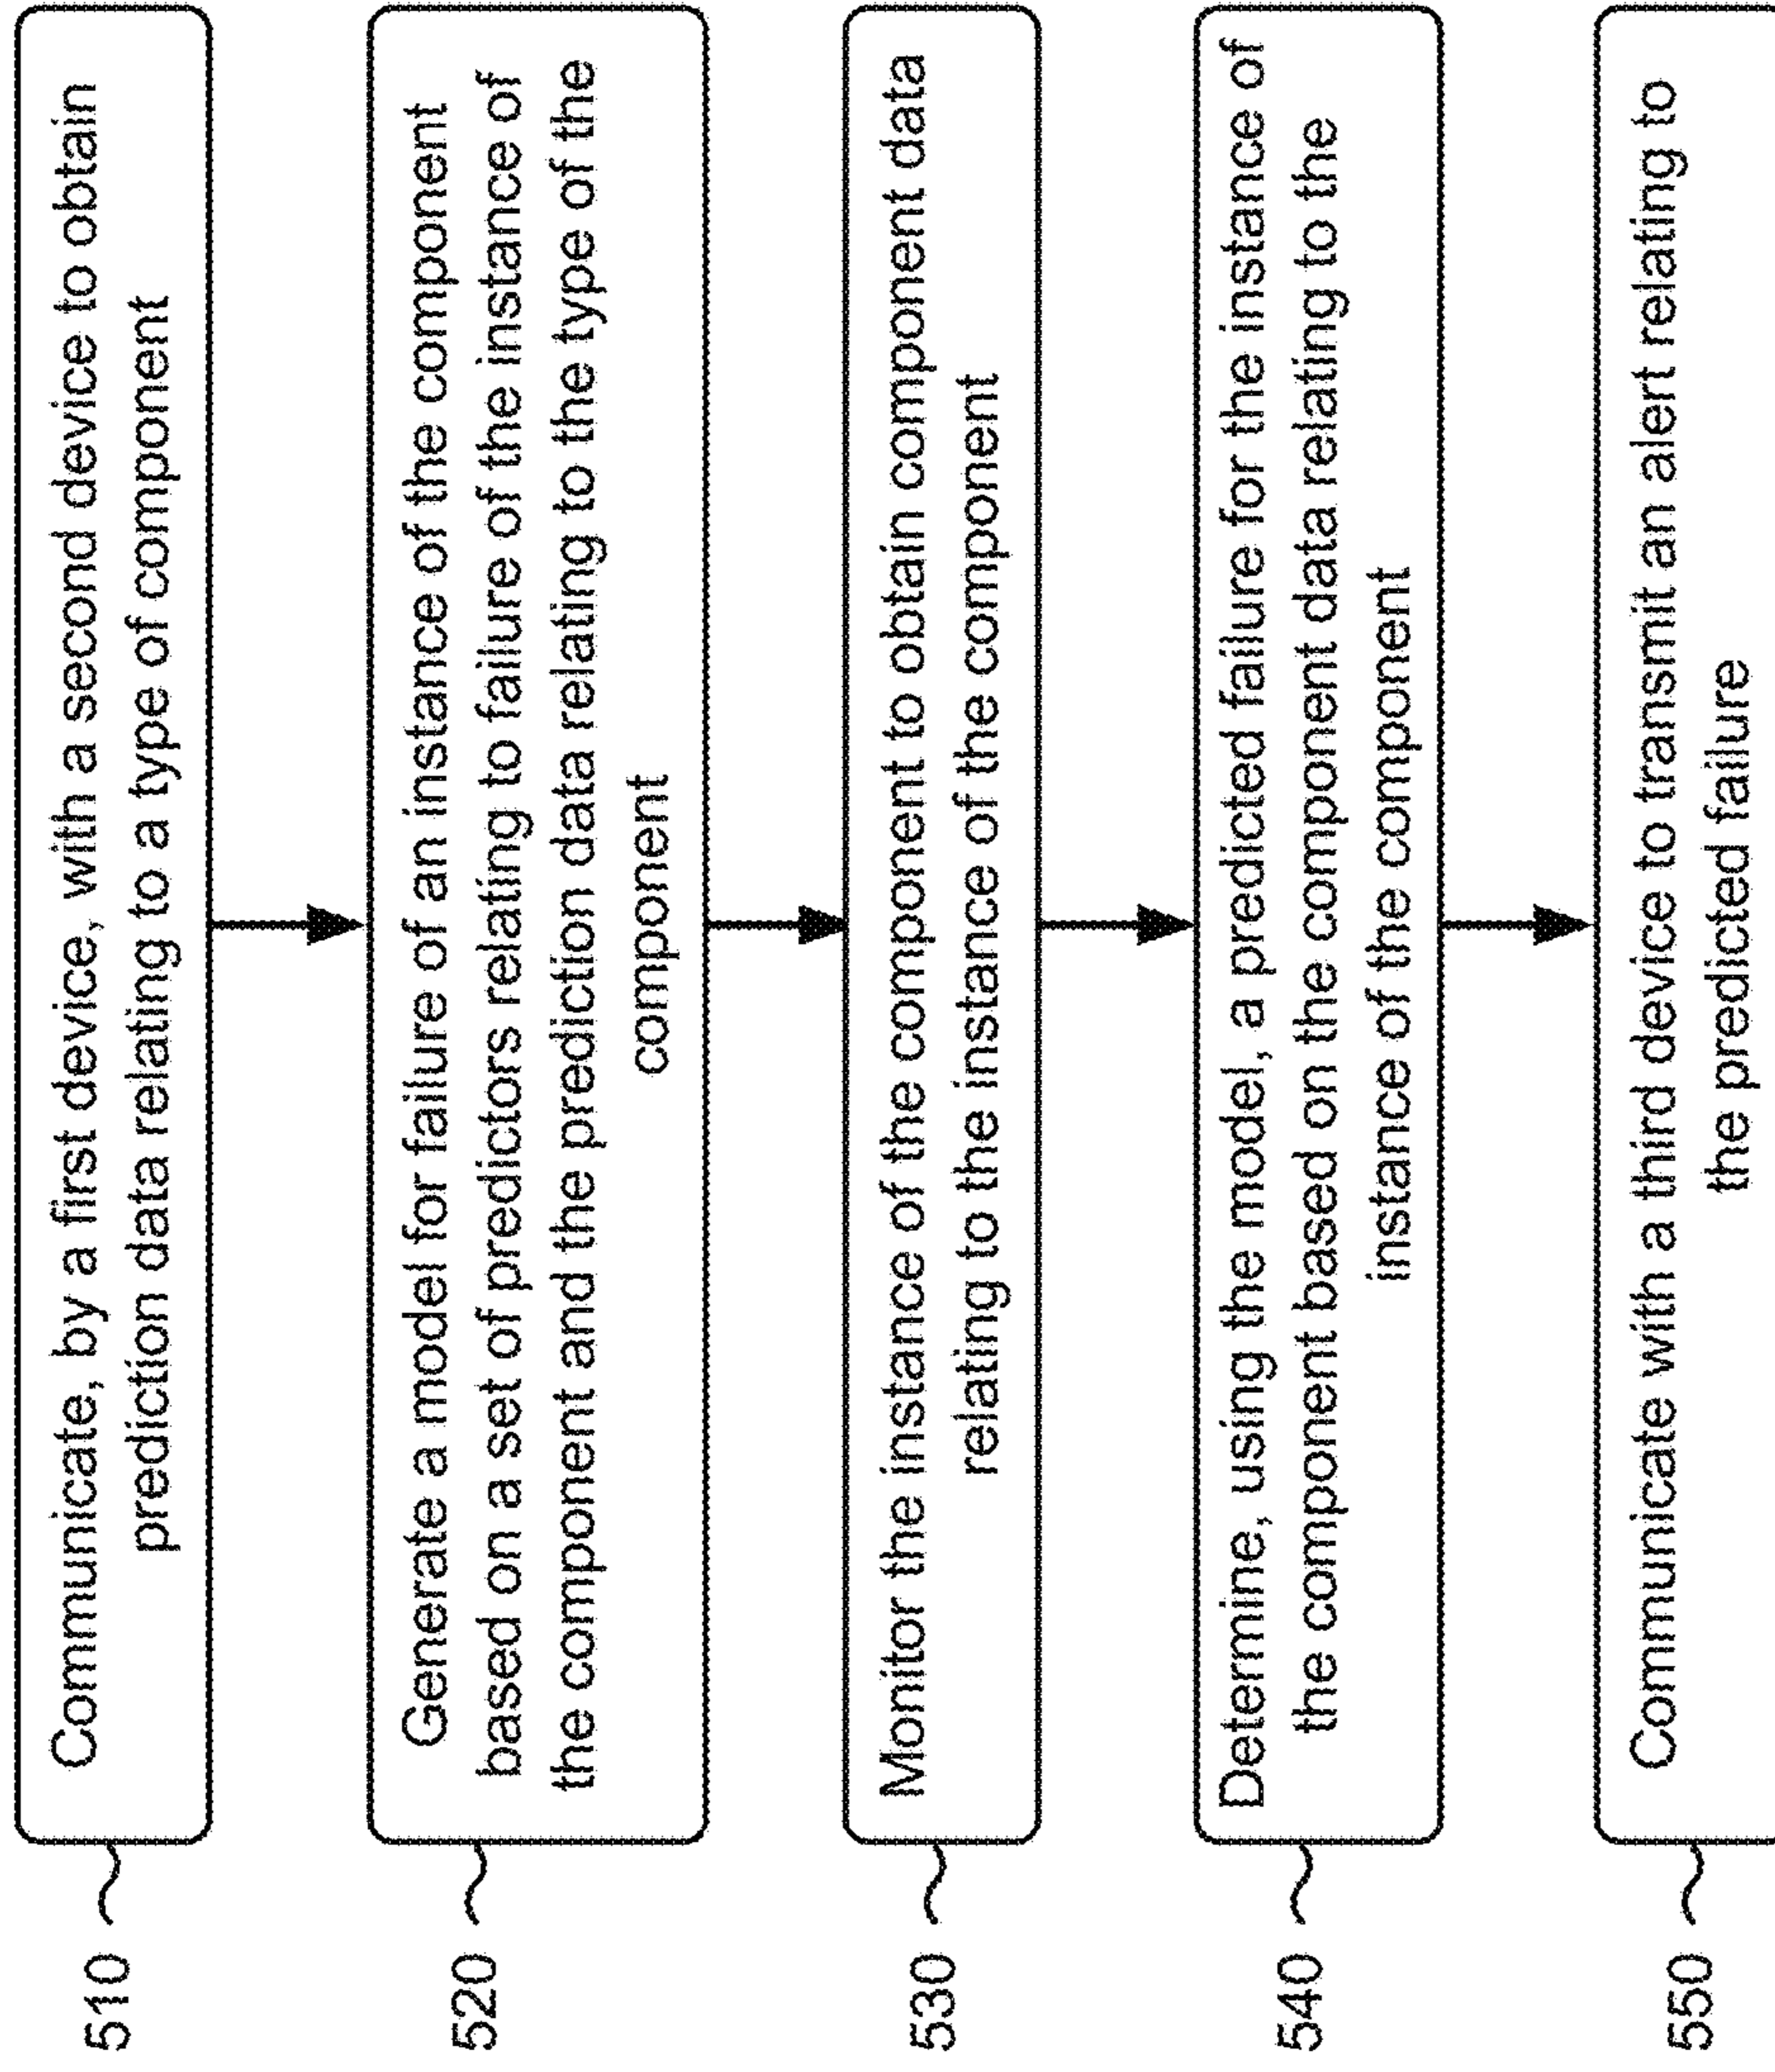 510
Communicate, by a first device, with a second device to obtain
prediction data relating to a type of component
520
Generate a model for failure of an instance of the component
based on a set of predictors relating to failure of the instance of
the component and the prediction data relating to the type of the
component
530
Monitor the instance of the component to obtain component data
relating to the instance of the component
540
Determine, using the model, a predicted failure for the instance of
the component based on the component data relating to the
instance of the component
550
Communicate with a third device to transmit an alert relating to
the predicted failure